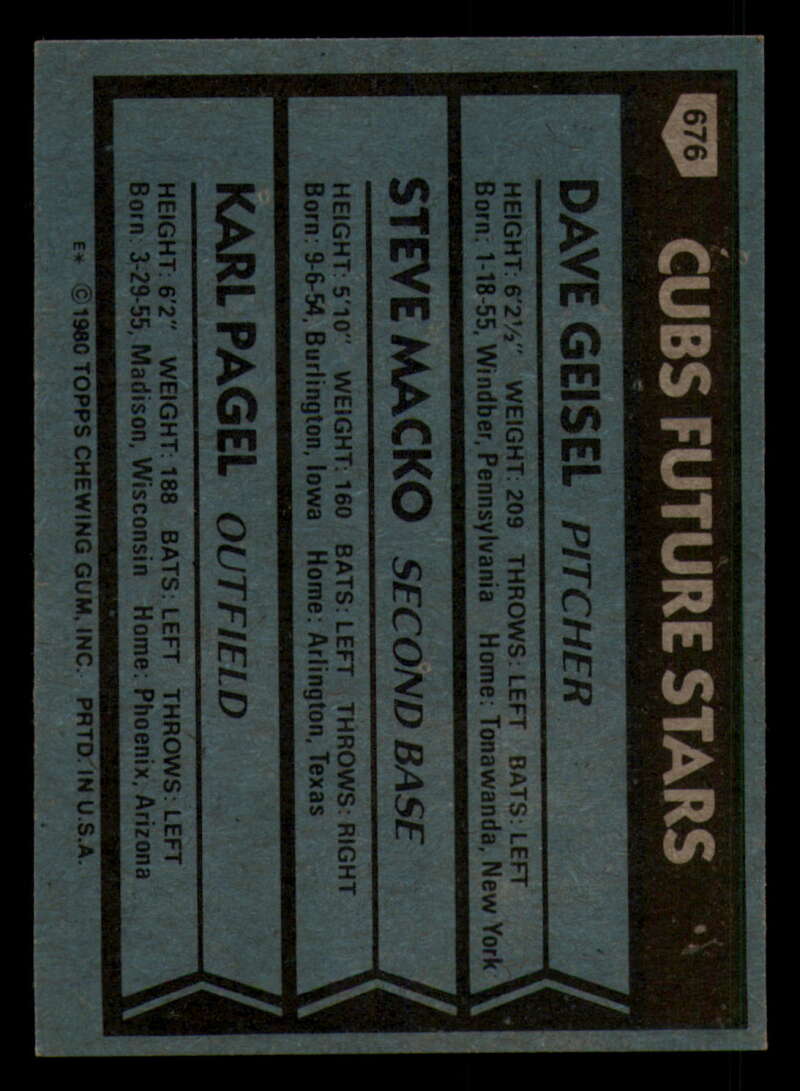 676
CUBS FUTURE STARS
DAVE GEISEL PITCHER
HEIGHT: 6'2½" WEIGHT: 209 THROWS: LEFT BATS: LEFT
Born: 1-18-55, Windber, Pennsylvania Home: Tonawanda, New York
STEVE MACKO SECOND BASE
HEIGHT: 5'10" WEIGHT: 160 BATS: LEFT THROWS: RIGHT
Born: 9-6-54, Burlington, Iowa Home: Arlington, Texas
KARL PAGEL OUTFIELD
HEIGHT: 6'2" WEIGHT: 188 BATS: LEFT THROWS: LEFT
Born: 3-29-55, Madison, Wisconsin Home: Phoenix, Arizona
E* ©1980 TOPPS CHEWING GUM, INC. PRTD. IN U.S.A.